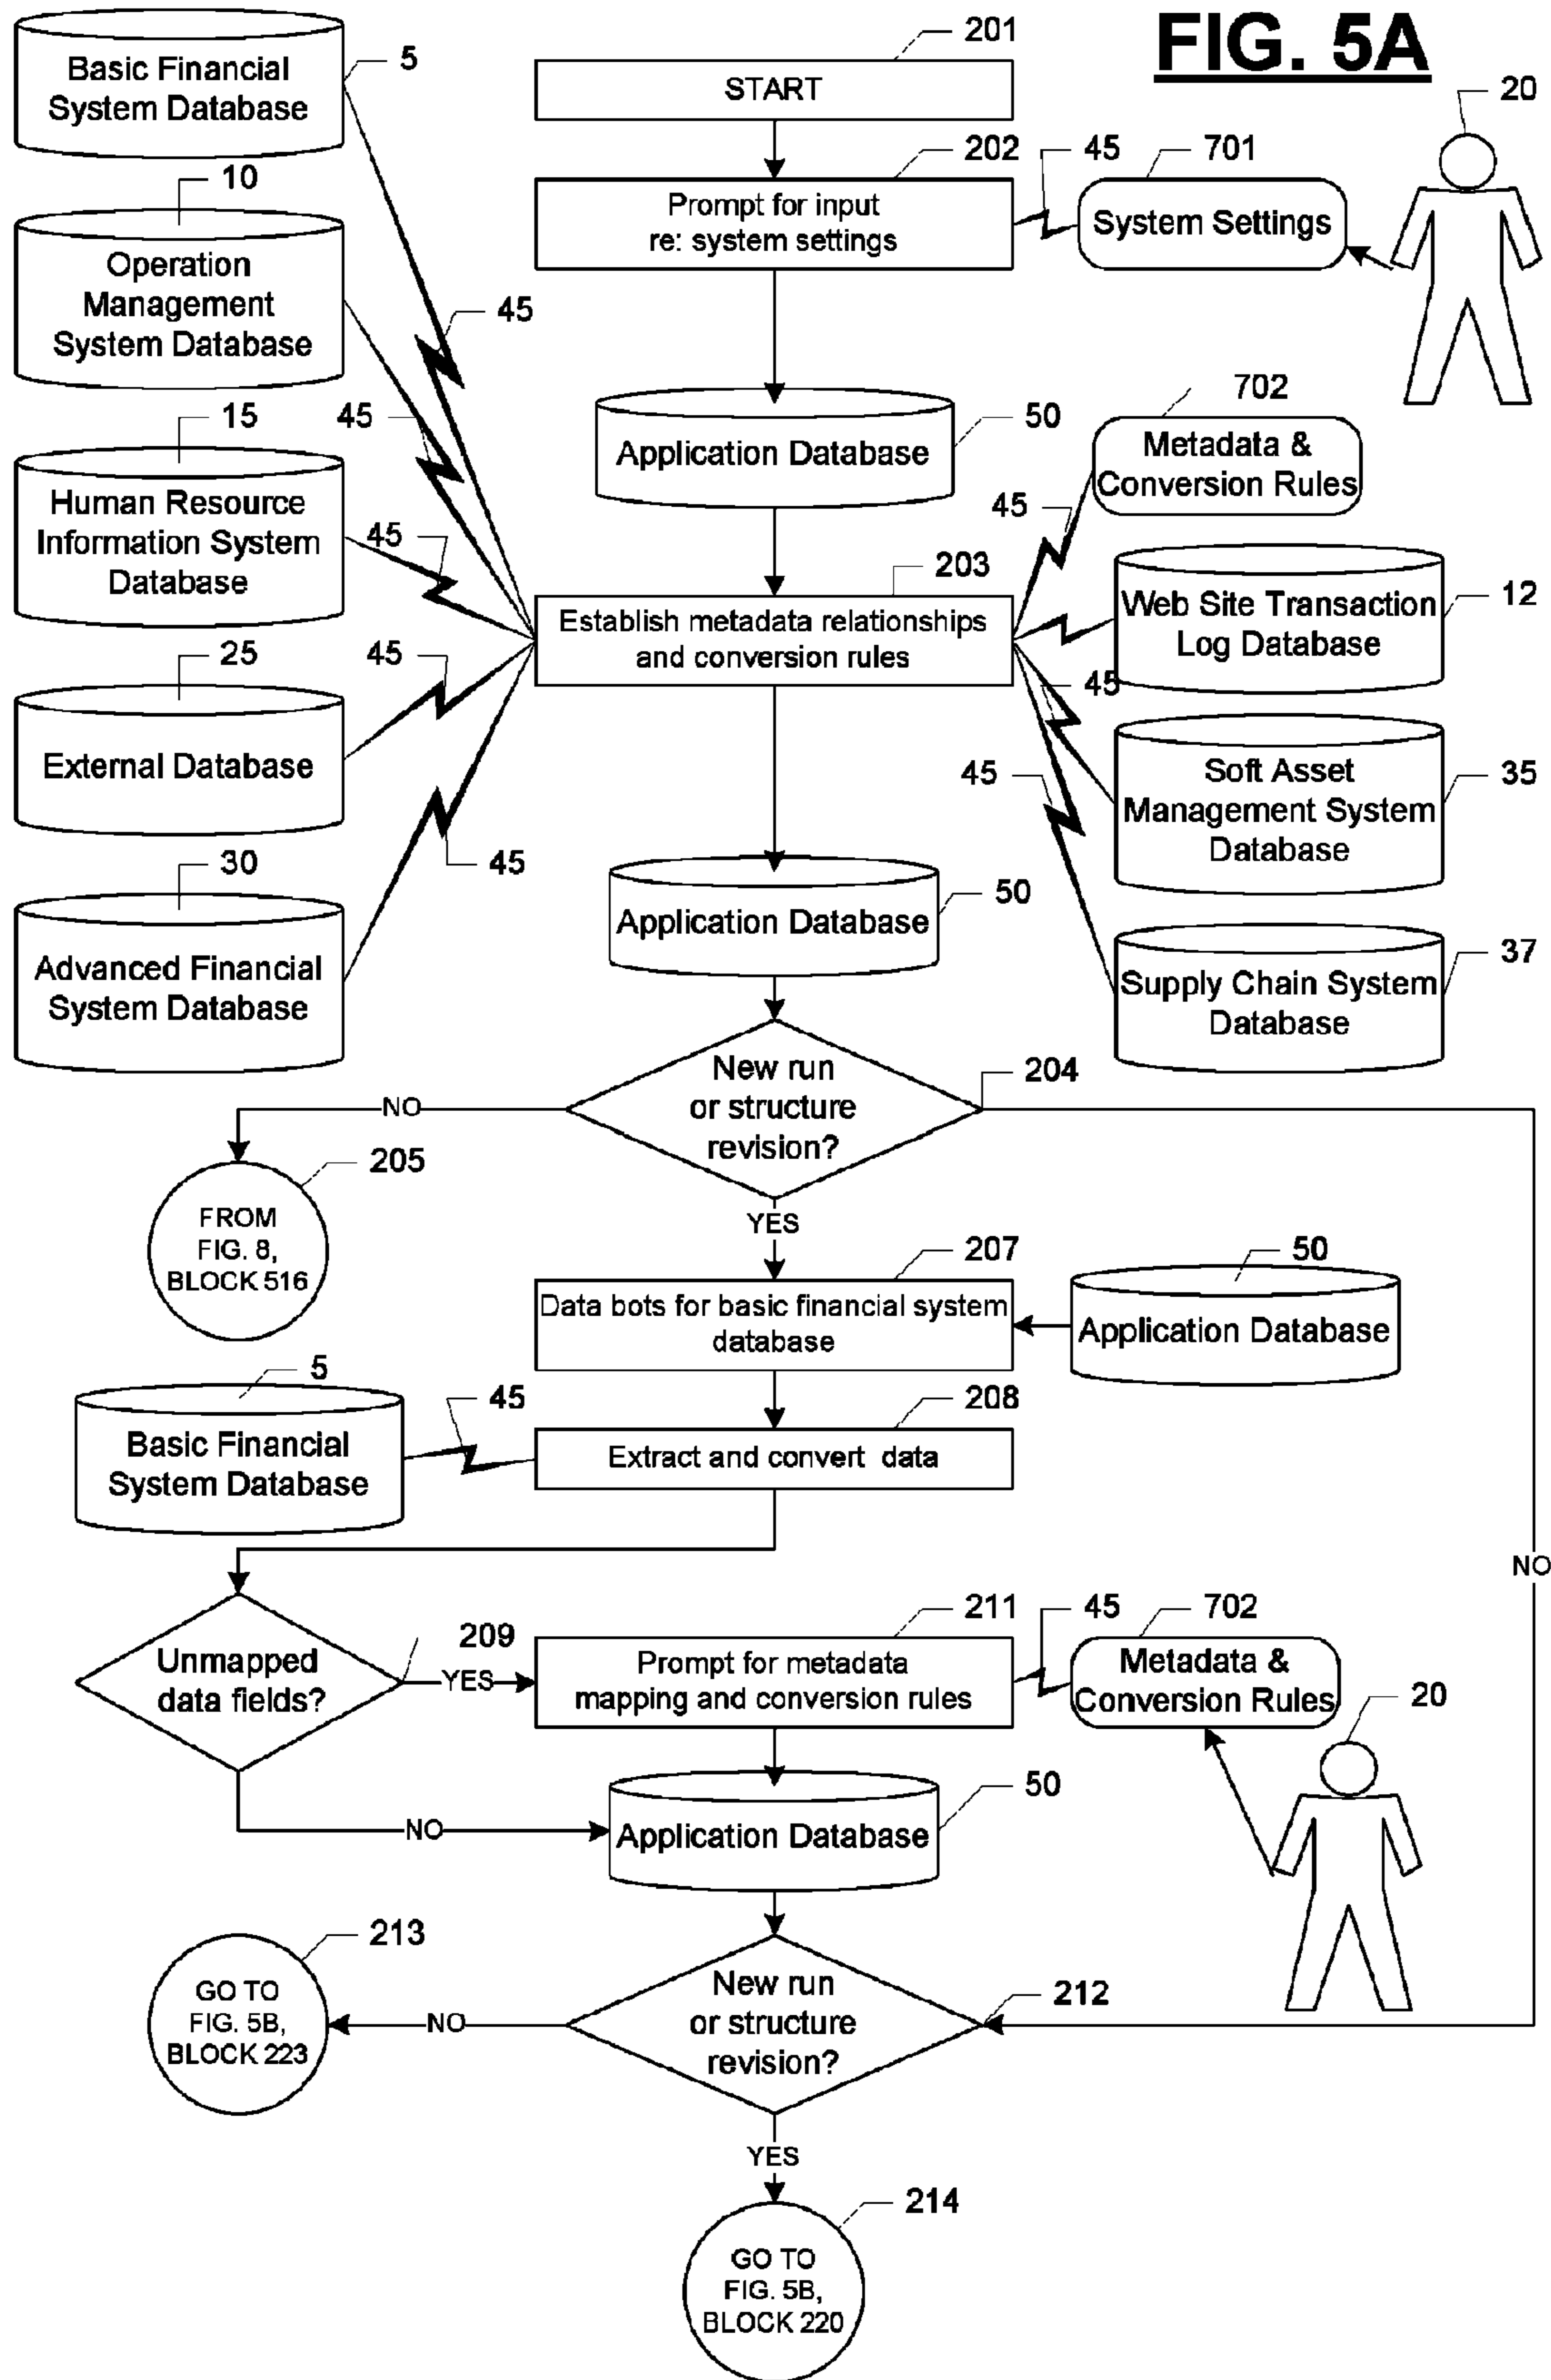 FIG. 5A
Basic Financial
System Database
5
201
START
20
10
202
45
701
Prompt for input
re: system settings
System Settings
Operation
Management
System Database
45
702
15
45
50
Application Database
Metadata &
Conversion Rules
Human Resource
Information System
Database
45
45
203
Establish metadata relationships
and conversion rules
Web Site Transaction
Log Database
12
25
45
45
External Database
Soft Asset
Management System
Database
35
45
30
45
50
Application Database
Advanced Financial
System Database
Supply Chain System
Database
37
New run
or structure
revision?
204
NO
205
YES
FROM
FIG. 8,
BLOCK 516
207
50
Data bots for basic financial system
database
Application Database
5
45
208
Basic Financial
System Database
Extract and convert data
NO
209
211
45
702
Unmapped
data fields?
YES
Prompt for metadata
mapping and conversion rules
Metadata &
Conversion Rules
20
50
NO
Application Database
213
GO TO
FIG. 5B,
BLOCK 223
NO
New run
or structure
revision?
212
YES
214
GO TO
FIG. 5B,
BLOCK 220